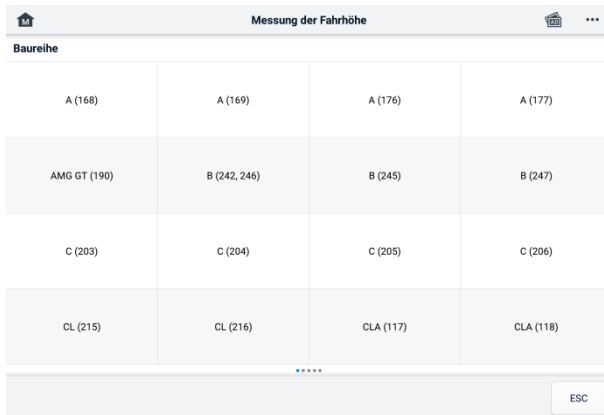 M
Messung der Fahrhöhe
AD
•••
Baureihe
A (168) A (169) A (176) A (177)
AMG GT (190) B (242, 246) B (245) B (247)
C (203) C (204) C (205) C (206)
CL (215) CL (216) CLA (117) CLA (118)
ESC